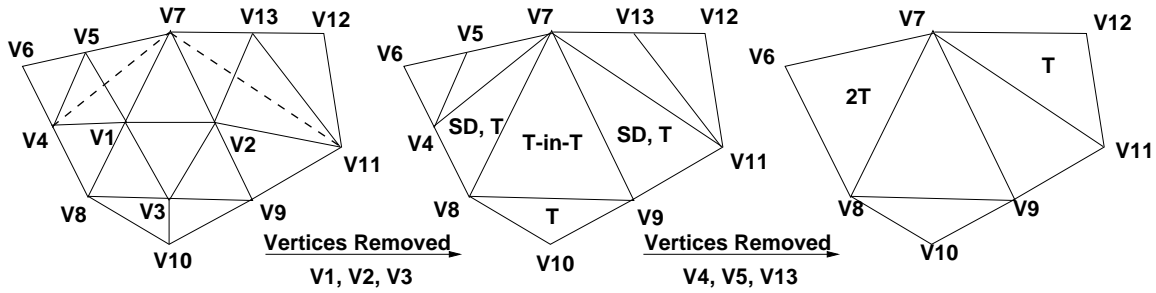 V7 V13 V12
V5
V6
V4 V1 V2
V11
V8 V3 V9
V10
Vertices Removed
V1, V2, V3
V7 V13 V12
V5
V6
V4 SD, T T-in-T SD, T
V11
V8 T V9
V10
Vertices Removed
V4, V5, V13
V7 V12
V6 T
2T
V11
V8 V9
V10